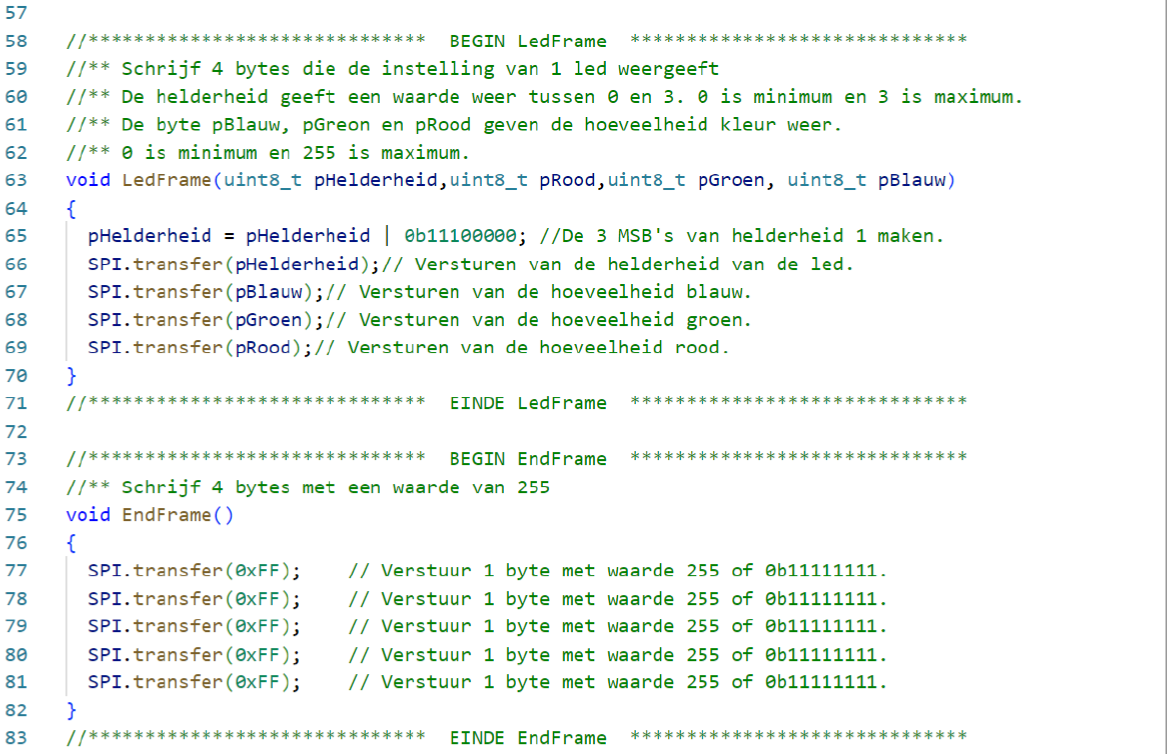 57
58 //****************************** BEGIN LedFrame ******************************
59 //** Schrijf 4 bytes die de instelling van 1 led weergeeft
60 //** De helderheid geeft een waarde weer tussen 0 en 3. 0 is minimum en 3 is maximum.
61 //** De byte pBlauw, pGreon en pRood geven de hoeveelheid kleur weer.
62 //** 0 is minimum en 255 is maximum.
63 void LedFrame(uint8_t pHelderheid,uint8_t pRood,uint8_t pGroen, uint8_t pBlauw)
64 {
65 pHelderheid = pHelderheid | 0b11100000; //De 3 MSB's van helderheid 1 maken.
66 SPI.transfer(pHelderheid);// Versturen van de helderheid van de led.
67 SPI.transfer(pBlauw);// Versturen van de hoeveelheid blauw.
68 SPI.transfer(pGroen);// Versturen van de hoeveelheid groen.
69 SPI.transfer(pRood);// Versturen van de hoeveelheid rood.
70 }
71 //****************************** EINDE LedFrame ******************************
72
73 //****************************** BEGIN EndFrame ******************************
74 //** Schrijf 4 bytes met een waarde van 255
75 void EndFrame()
76 {
77 SPI.transfer(0xFF); // Verstuur 1 byte met waarde 255 of 0b11111111.
78 SPI.transfer(0xFF); // Verstuur 1 byte met waarde 255 of 0b11111111.
79 SPI.transfer(0xFF); // Verstuur 1 byte met waarde 255 of 0b11111111.
80 SPI.transfer(0xFF); // Verstuur 1 byte met waarde 255 of 0b11111111.
81 SPI.transfer(0xFF); // Verstuur 1 byte met waarde 255 of 0b11111111.
82 }
83 //****************************** EINDE EndFrame ******************************